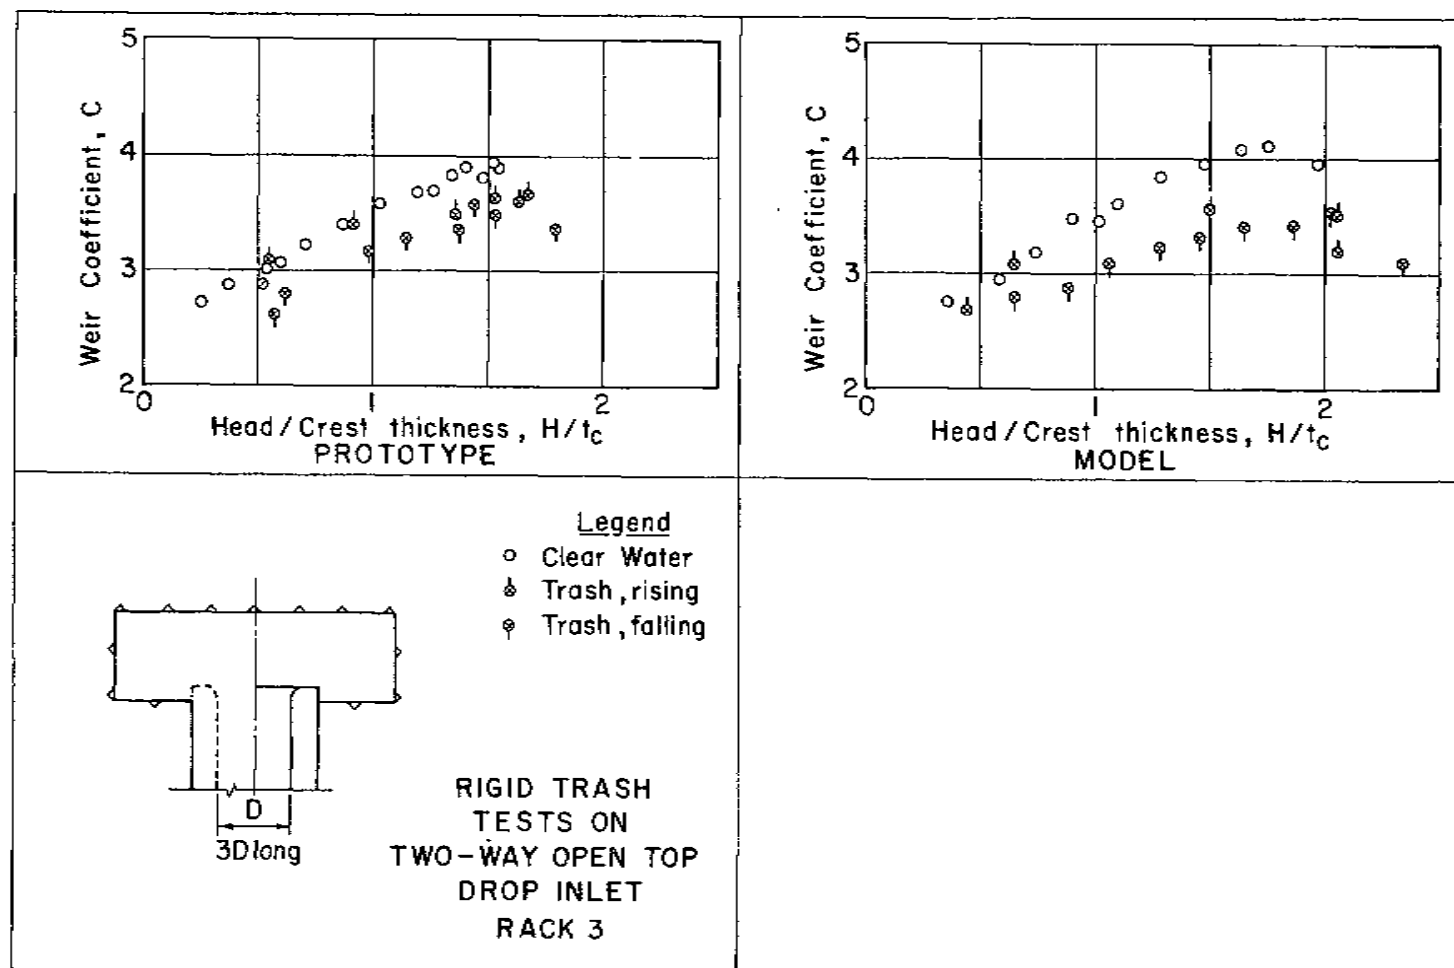 5
4
3
2
Weir Coefficient, C
0
1
2
Head/Crest thickness, H/tc
PROTOTYPE
5
4
3
2
Weir Coefficient, C
0
1
2
Head/Crest thickness, H/tc
MODEL
Legend
Clear Water
Trash, rising
Trash, falling
D
3D long
RIGID TRASH
TESTS ON
TWO-WAY OPEN TOP
DROP INLET
RACK 3